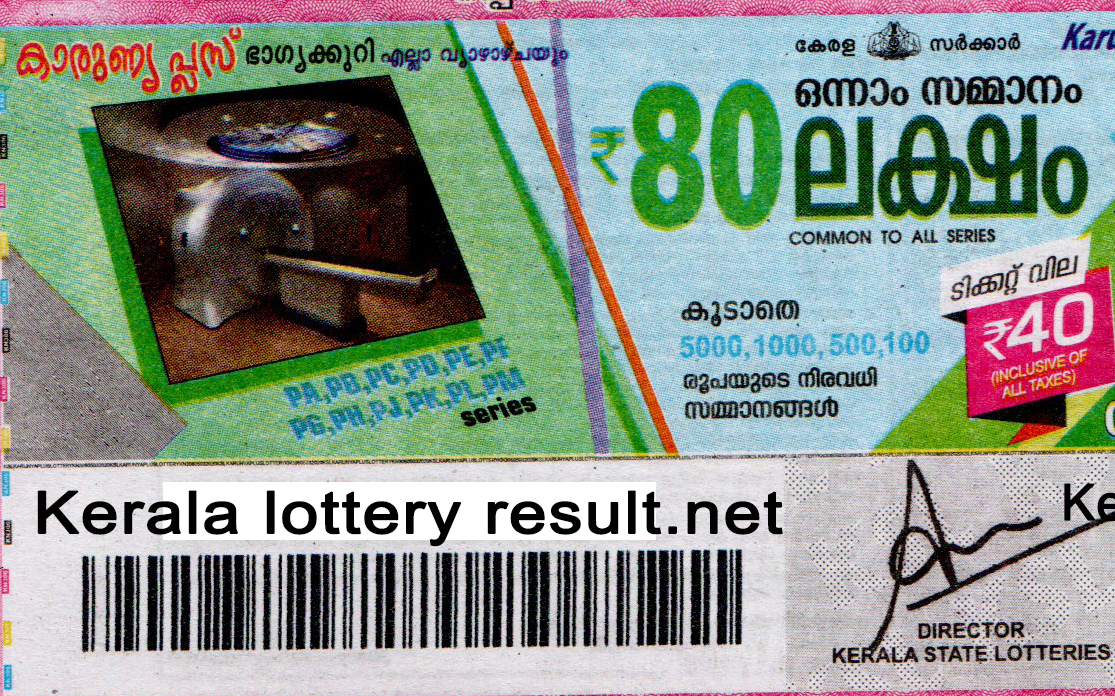 കാരുണ്യ പ്ലസ് ഭാഗ്യക്കുറി എല്ലാ വ്യാഴാഴ്ചയും
കേരള സർക്കാർ
Karu
ഒന്നാം സമ്മാനം
₹80 ലക്ഷം
COMMON TO ALL SERIES
ടിക്കറ്റ് വില
₹40
(INCLUSIVE OF
ALL TAXES)
കൂടാതെ
5000,1000,500,100
രൂപയുടെ നിരവധി
സമ്മാനങ്ങൾ
PA,PB,PC,PD,PE,PF
PG,PH,PJ,PK,PL,PM
series
Kerala lottery result.net
Ke
DIRECTOR
KERALA STATE LOTTERIES